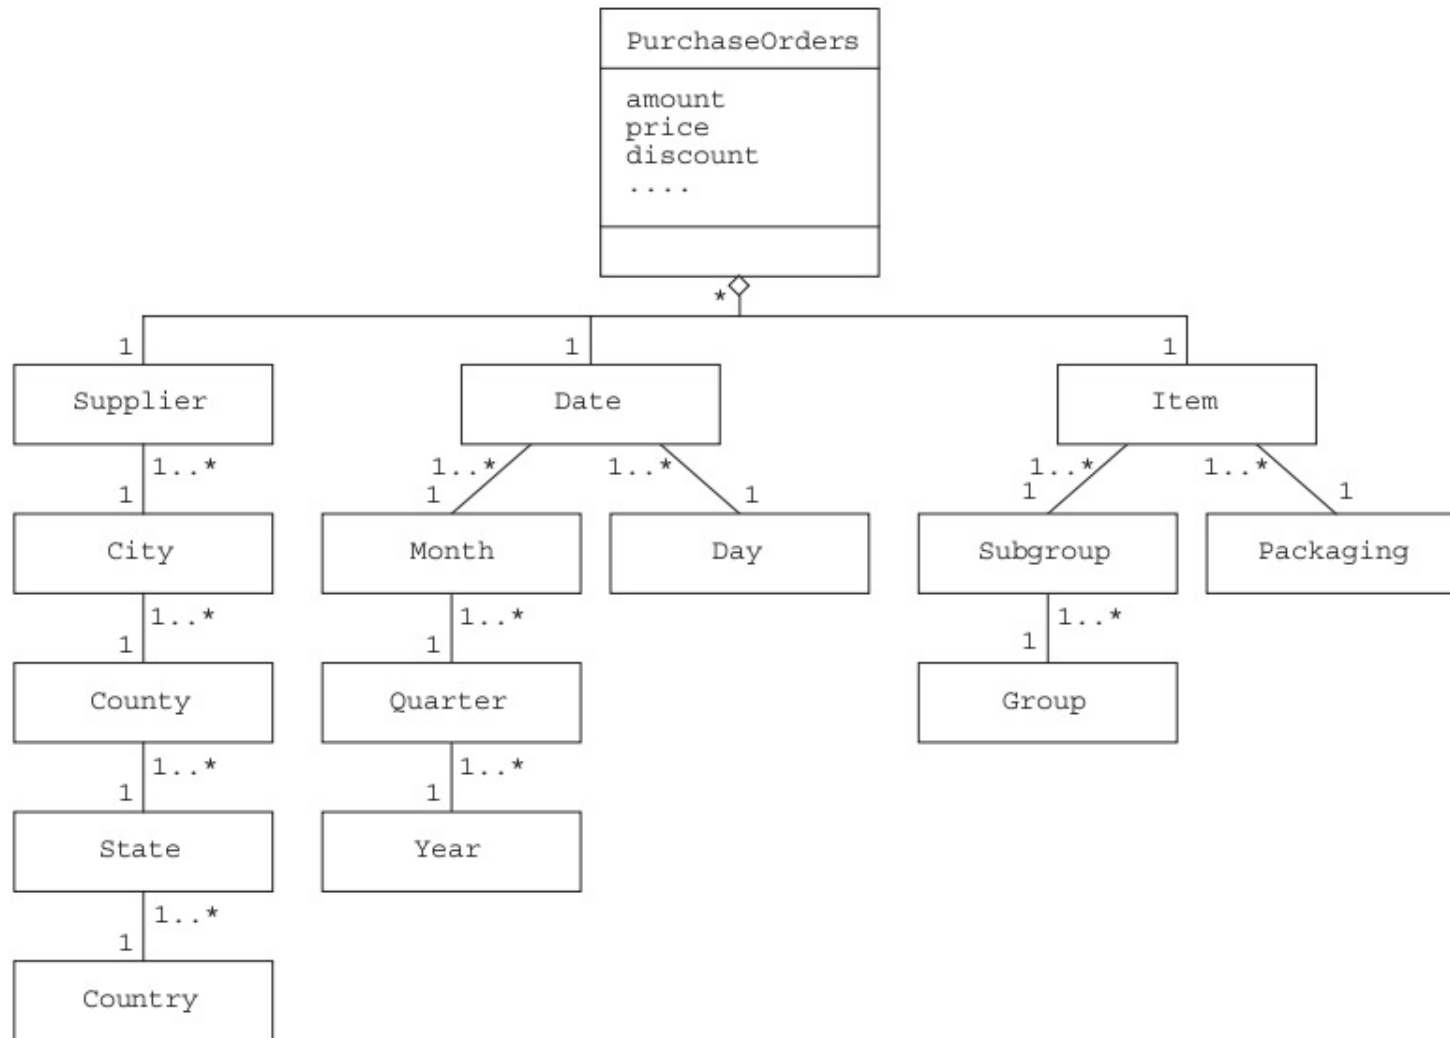 PurchaseOrders
amount
price
discount
....
*
1 1 1
Supplier Date Item
1..* 1..* 1..* 1..* 1..*
1 1 1 1 1
City Month Day Subgroup Packaging
1..* 1..* 1..*
1 1 1
County Quarter Group
1..* 1..*
1 1
State Year
1..*
1
Country